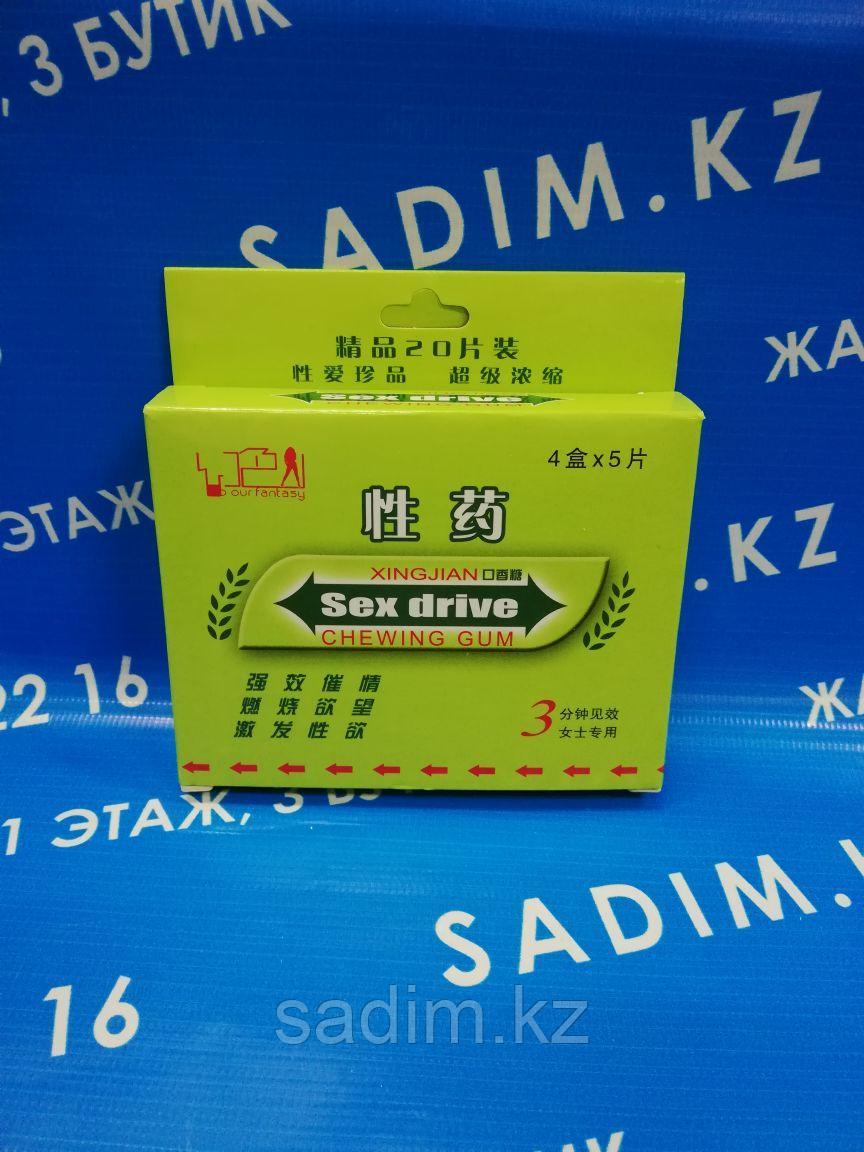 , 3 БУТИК
SADIM.KZ
精品20片装
性爱珍品 超级浓缩
Sex drive
CHEWING GUM
our fantasy
4盒x5片
性药
XINGJIAN口香糖
Sex drive
CHEWING GUM
强效催情
燃烧欲望
激发性欲
3分钟见效
女士专用
ЖА
ЭТАЖ,
.KZ
22 16
ЖА
1 ЭТАЖ, 3 БУТИК
SADIM.K
16
sadim.kz